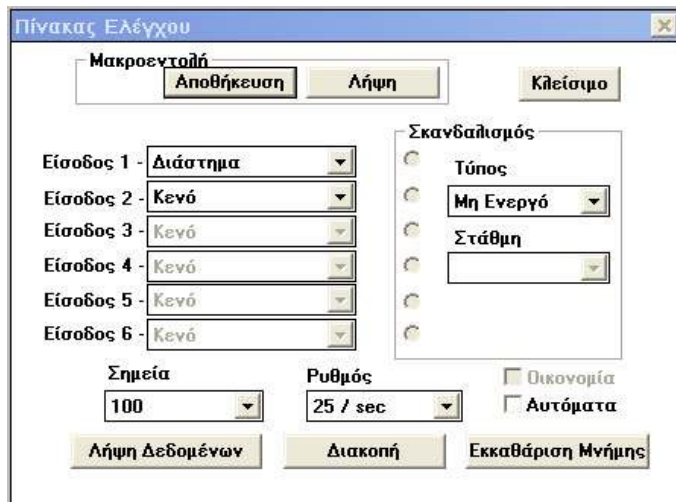 Πίνακας Ελέγχου
Μακροεντολή
Αποθήκευση Λήψη Κλείσιμο
Σκανδαλισμός
Είσοδος 1 - Διάστημα
Τύπος
Είσοδος 2 - Κενό
Μη Ενεργό
Είσοδος 3 - Κενό
Στάθμη
Είσοδος 4 - Κενό
Είσοδος 5 - Κενό
Είσοδος 6 - Κενό
Σημεία Ρυθμός Οικονομία
100 25 / sec Αυτόματα
Λήψη Δεδομένων Διακοπή Εκκαθάριση Μνήμης